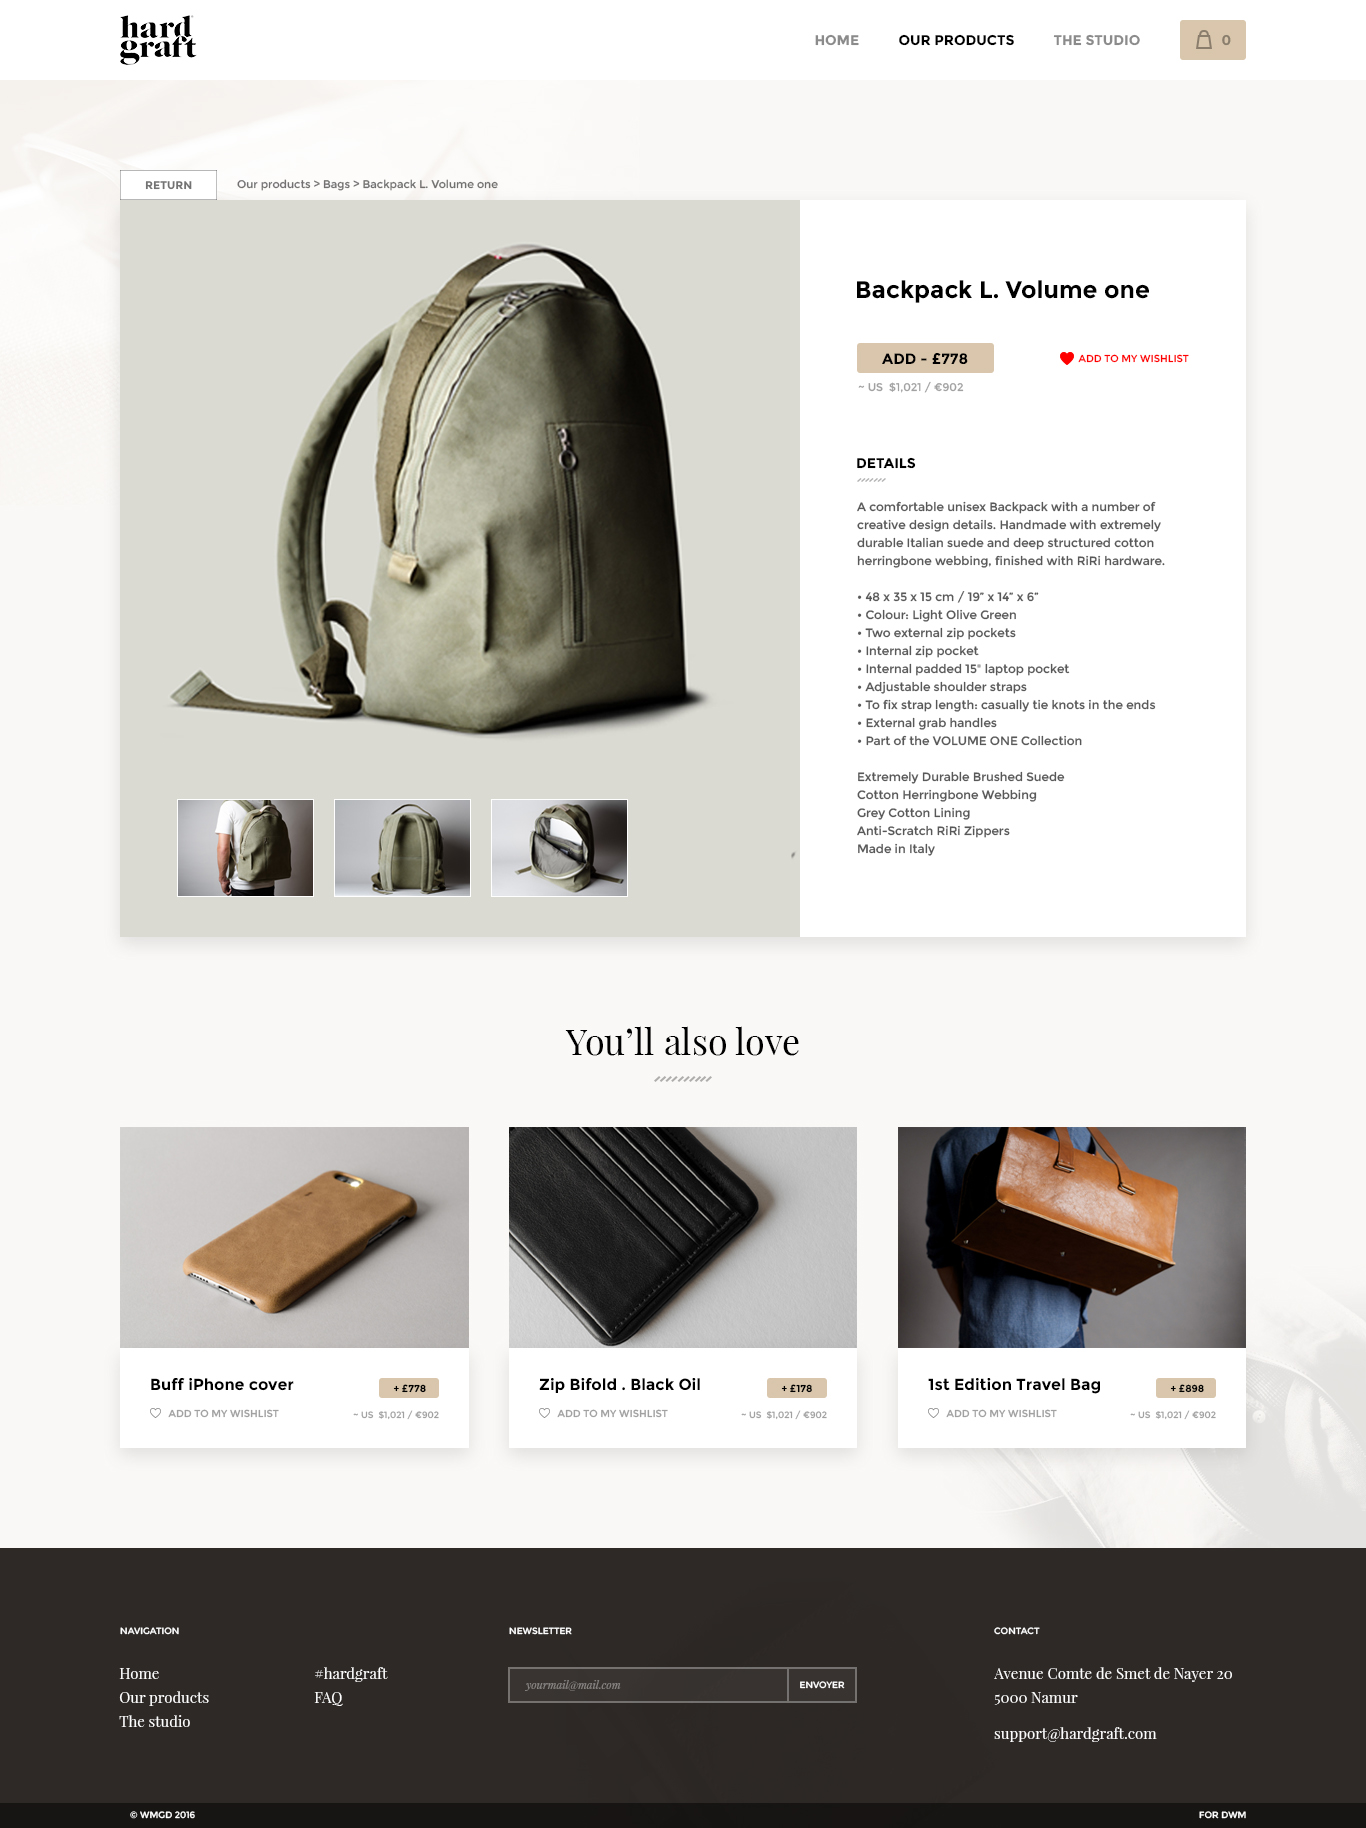 hard
graft
HOME
OUR PRODUCTS
THE STUDIO
0
RETURN
Our products > Bags > Backpack L. Volume one
Backpack L. Volume one
ADD - £778
ADD TO MY WISHLIST
~ US $1,021 / €902
DETAILS
A comfortable unisex Backpack with a number of
creative design details. Handmade with extremely
durable Italian suede and deep structured cotton
herringbone webbing, finished with RiRi hardware.
• 48 x 35 x 15 cm / 19” x 14” x 6”
• Colour: Light Olive Green
• Two external zip pockets
• Internal zip pocket
• Internal padded 15" laptop pocket
• Adjustable shoulder straps
• To fix strap length: casually tie knots in the ends
• External grab handles
• Part of the VOLUME ONE Collection
Extremely Durable Brushed Suede
Cotton Herringbone Webbing
Grey Cotton Lining
Anti-Scratch RiRi Zippers
Made in Italy
You’ll also love
Buff iPhone cover
+ £778
ADD TO MY WISHLIST
~ US $1,021 / €902
Zip Bifold . Black Oil
+ £178
ADD TO MY WISHLIST
~ US $1,021 / €902
1st Edition Travel Bag
+ £898
ADD TO MY WISHLIST
~ US $1,021 / €902
NAVIGATION
Home
Our products
The studio
#hardgraft
FAQ
NEWSLETTER
yourmail@mail.com
ENVOYER
CONTACT
Avenue Comte de Smet de Nayer 20
5000 Namur
support@hardgraft.com
© WMGD 2016
FOR DWM